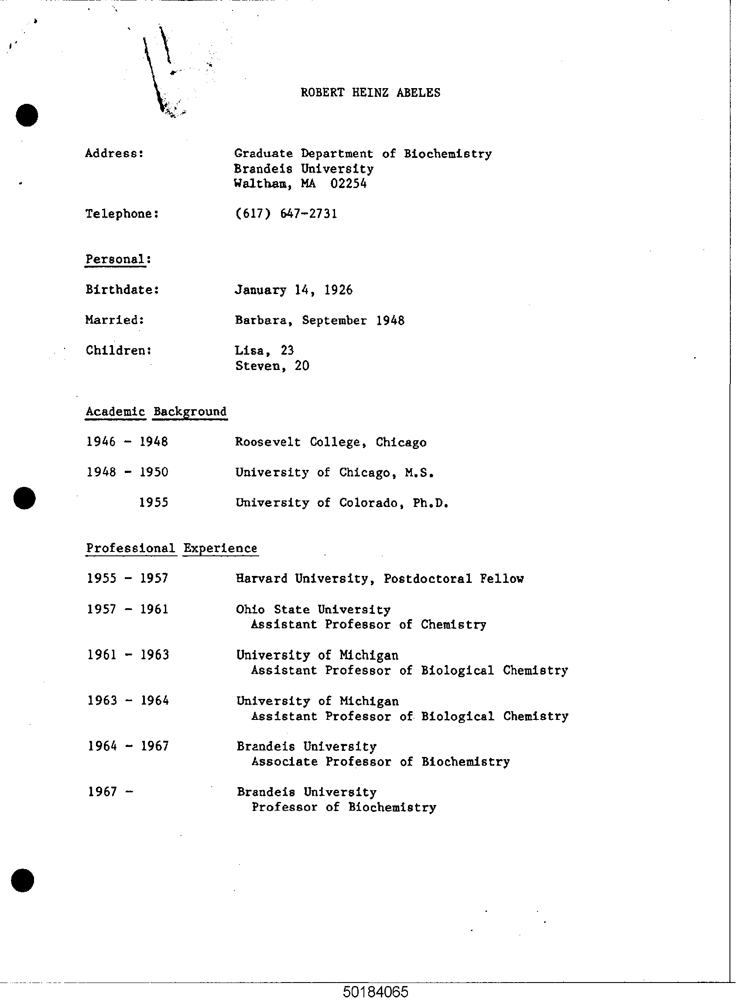 ROBERT HEINZ ABELES
Address: Graduate Department of Biochemistry
Brandeis University
Waltham, MA 02254
Telephone: (617) 647-2731
Personal:
Birthdate: January 14, 1926
Married: Barbara, September 1948
Children: Lisa, 23
Steven, 20
Academic Background
1946 - 1948 Roosevelt College, Chicago
1948 - 1950 University of Chicago, M.S.
1955 University of Colorado, Ph.D.
Professional Experience
1955 - 1957 Harvard University, Postdoctoral Fellow
1957 - 1961 Ohio State University
Assistant Professor of Chemistry
1961 - 1963 University of Michigan
Assistant Professor of Biological Chemistry
1963 - 1964 University of Michigan
Assistant Professor of Biological Chemistry
1964 - 1967 Brandeis University
Associate Professor of Biochemistry
1967 - Brandeis University
Professor of Biochemistry
50184065